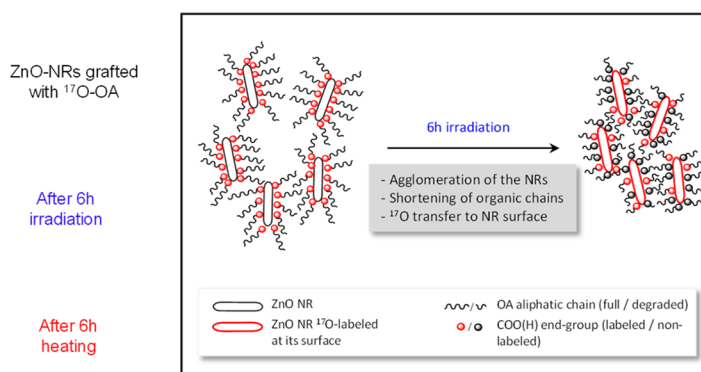 ZnO-NRs grafted
with ¹⁷O-OA
After 6h
irradiation
After 6h
heating
6h irradiation
- Agglomeration of the NRs
- Shortening of organic chains
- ¹⁷O transfer to NR surface
ZnO NR
ZnO NR ¹⁷O-labeled
at its surface
OA aliphatic chain (full / degraded)
COO(H) end-group (labeled / non-
labeled)